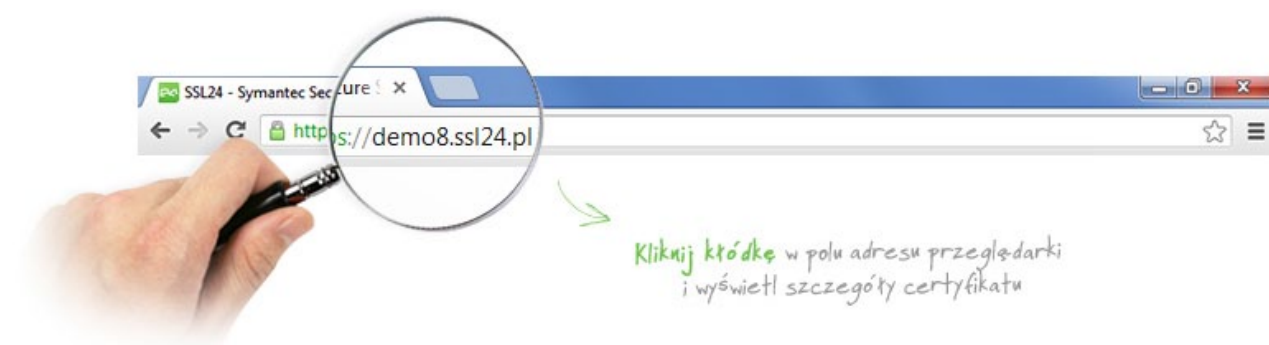 SSL24 - Symantec Secure S
https://demo8.ssl24.pl
Kliknij kłódkę w polu adresu przeglądarki
i wyświetl szczegóły certyfikatu